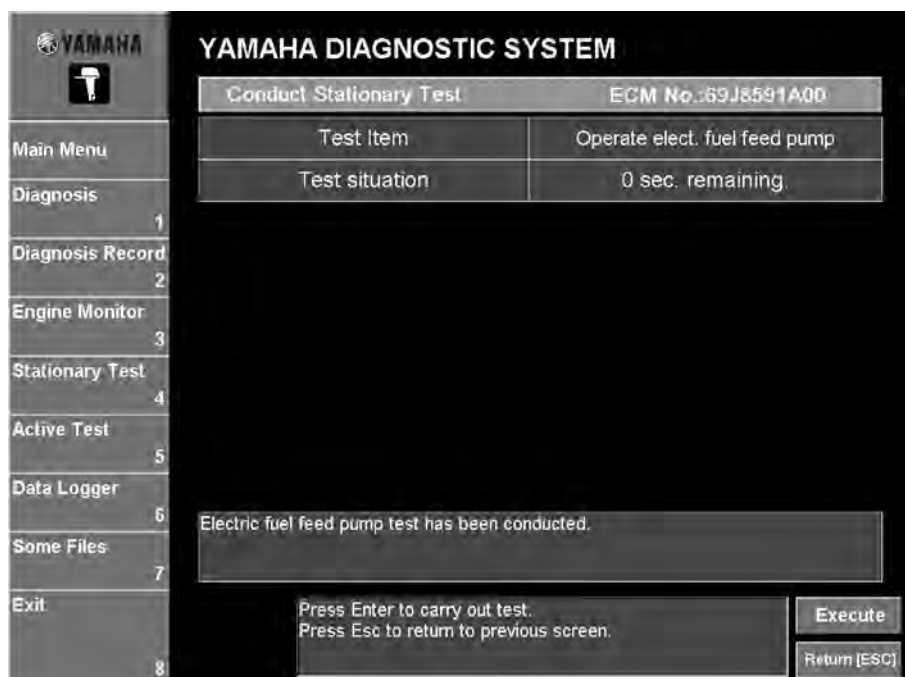 YAMAHA
YAMAHA DIAGNOSTIC SYSTEM
Conduct Stationary Test ECM No.:69J8591A00
Test Item Operate elect. fuel feed pump
Test situation 0 sec. remaining.
Main Menu
Diagnosis
1
Diagnosis Record
2
Engine Monitor
3
Stationary Test
4
Active Test
5
Data Logger
6
Some Files
7
Exit
8
Electric fuel feed pump test has been conducted.
Press Enter to carry out test.
Press Esc to return to previous screen.
Execute
Return [ESC]